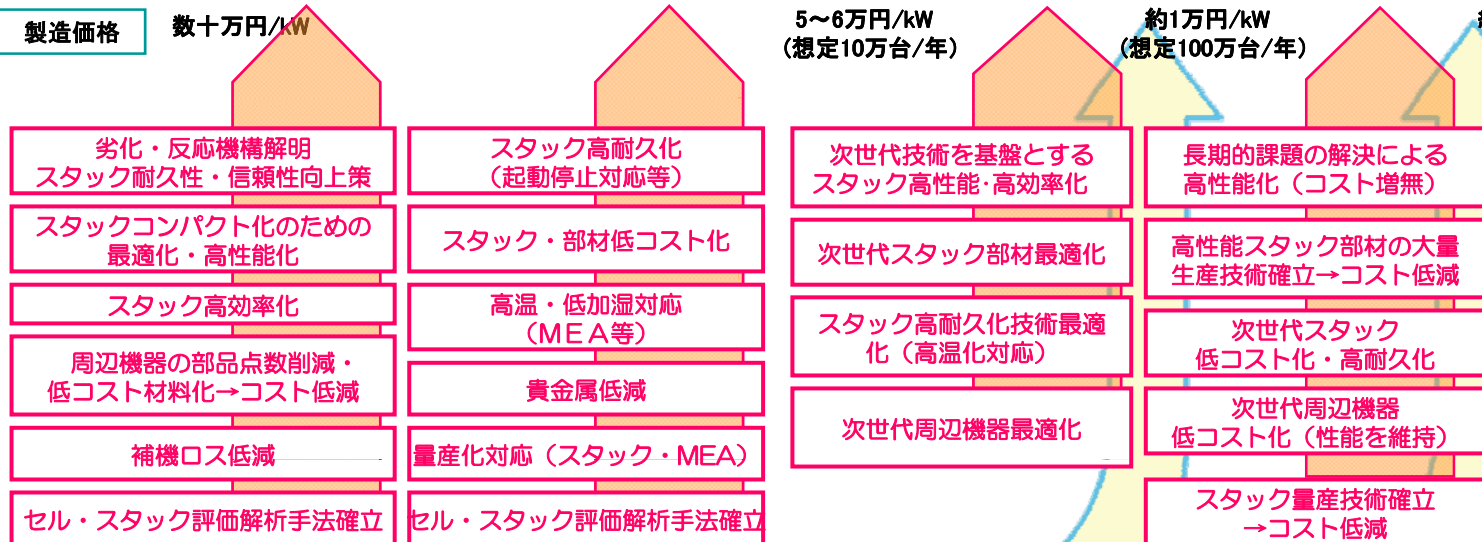 製造価格
数十万円/kW
5～6万円/kW
(想定10万台/年)
約1万円/kW
(想定100万台/年)
劣化・反応機構解明
スタック耐久性・信頼性向上策
スタックコンパクト化のための
最適化・高性能化
スタック高効率化
周辺機器の部品点数削減・
低コスト材料化→コスト低減
補機ロス低減
セル・スタック評価解析手法確立
スタック高耐久化
（起動停止対応等）
スタック・部材低コスト化
高温・低加湿対応
（ＭＥＡ等）
貴金属低減
量産化対応（スタック・MEA）
セル・スタック評価解析手法確立
次世代技術を基盤とする
スタック高性能･高効率化
次世代スタック部材最適化
スタック高耐久化技術最適
化（高温化対応）
次世代周辺機器最適化
長期的課題の解決による
高性能化（コスト増無）
高性能スタック部材の大量
生産技術確立→コスト低減
次世代スタック
低コスト化・高耐久化
次世代周辺機器
低コスト化（性能を維持）
スタック量産技術確立
→コスト低減